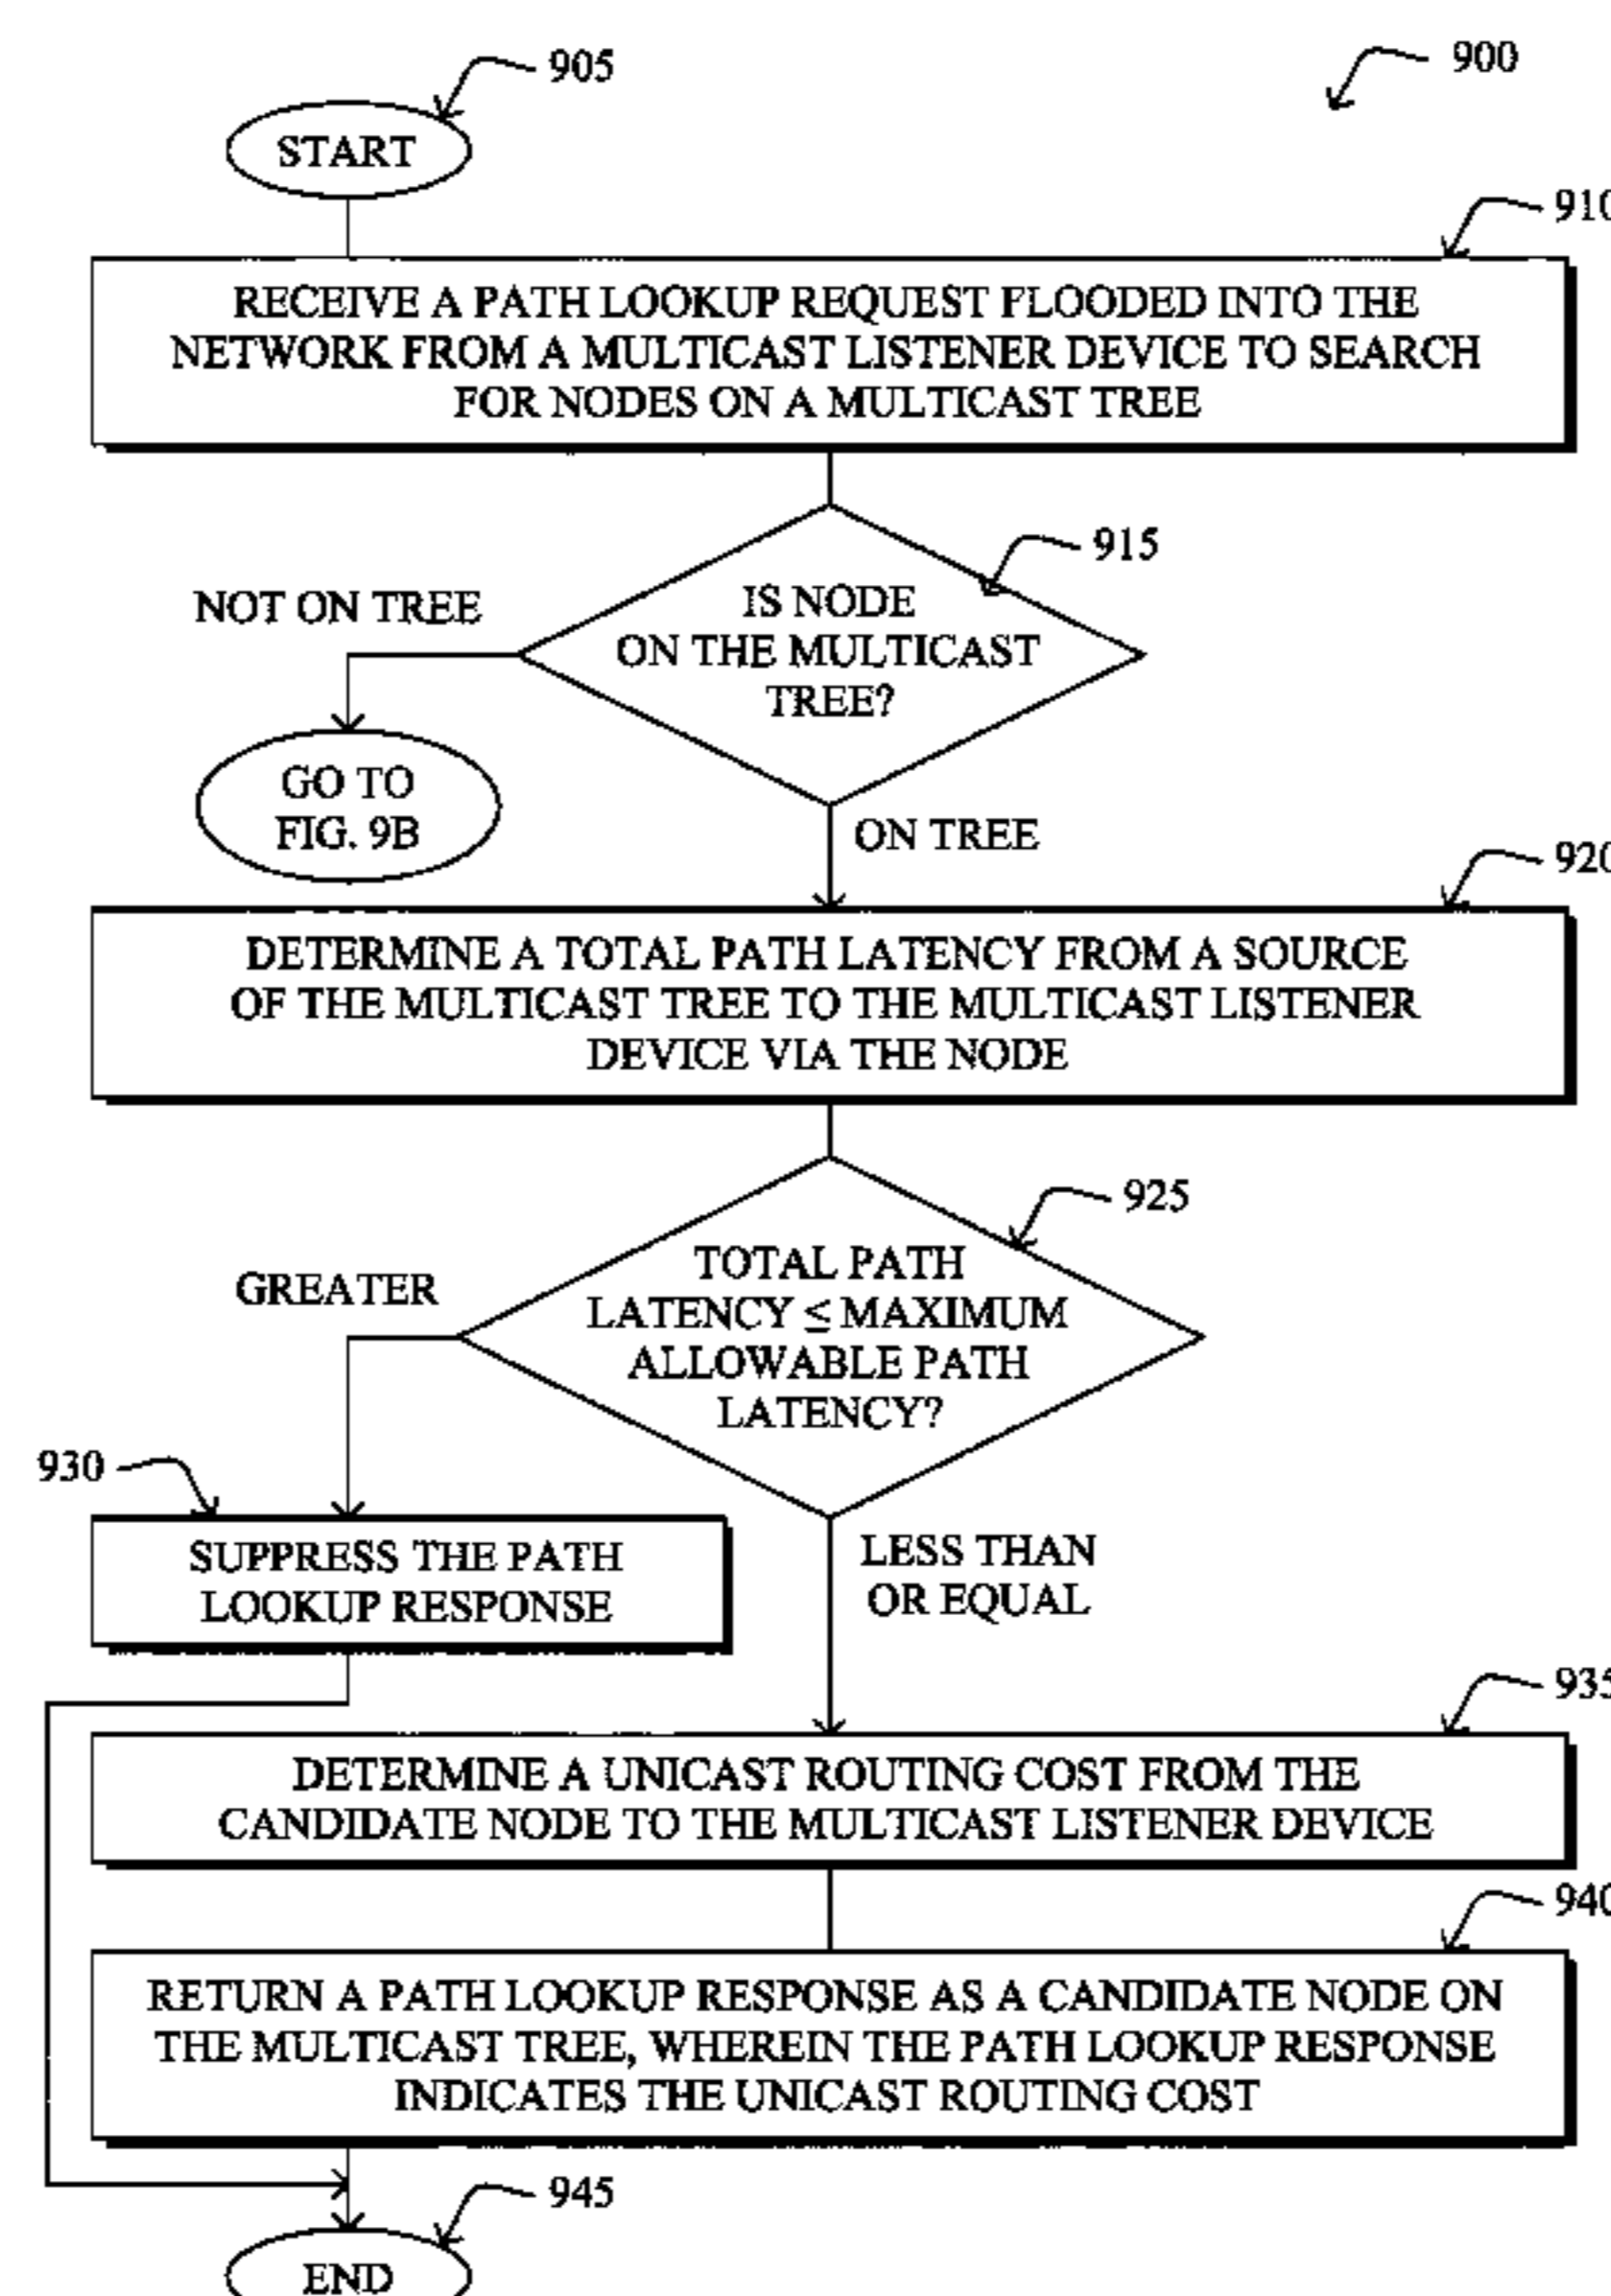 905
900
START
910
RECEIVE A PATH LOOKUP REQUEST FLOODED INTO THE
NETWORK FROM A MULTICAST LISTENER DEVICE TO SEARCH
FOR NODES ON A MULTICAST TREE
915
NOT ON TREE
IS NODE
ON THE MULTICAST
TREE?
GO TO
FIG. 9B
ON TREE
920
DETERMINE A TOTAL PATH LATENCY FROM A SOURCE
OF THE MULTICAST TREE TO THE MULTICAST LISTENER
DEVICE VIA THE NODE
925
GREATER
TOTAL PATH
LATENCY ≤ MAXIMUM
ALLOWABLE PATH
LATENCY?
930
SUPPRESS THE PATH
LOOKUP RESPONSE
LESS THAN
OR EQUAL
935
DETERMINE A UNICAST ROUTING COST FROM THE
CANDIDATE NODE TO THE MULTICAST LISTENER DEVICE
940
RETURN A PATH LOOKUP RESPONSE AS A CANDIDATE NODE ON
THE MULTICAST TREE, WHEREIN THE PATH LOOKUP RESPONSE
INDICATES THE UNICAST ROUTING COST
945
END